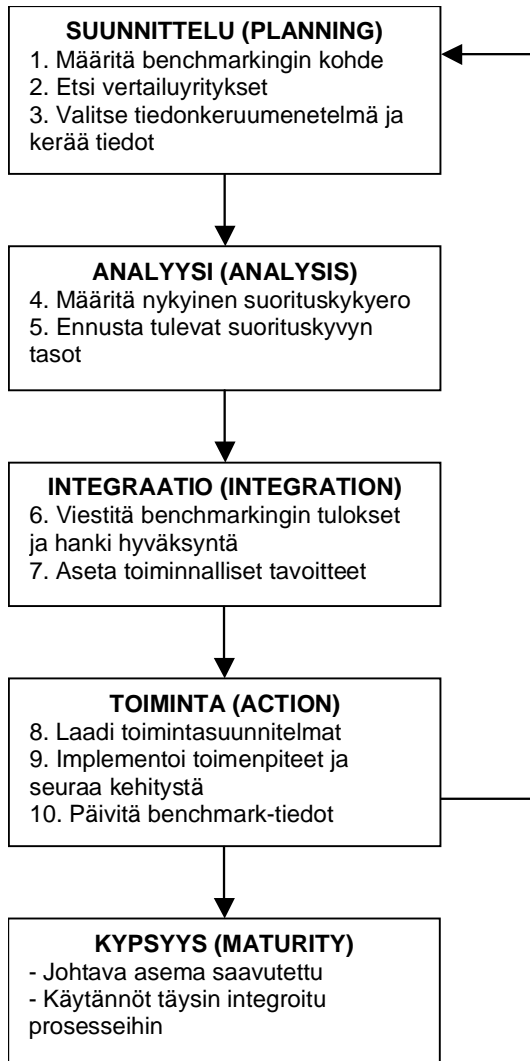 SUUNNITTELU (PLANNING)
1. Määritä benchmarkingin kohde
2. Etsi vertailuyritykset
3. Valitse tiedonkeruumenetelmä ja
kerää tiedot
ANALYYSI (ANALYSIS)
4. Määritä nykyinen suorituskykyero
5. Ennusta tulevat suorituskyvyn
tasot
INTEGRAATIO (INTEGRATION)
6. Viestitä benchmarkingin tulokset
ja hanki hyväksyntä
7. Aseta toiminnalliset tavoitteet
TOIMINTA (ACTION)
8. Laadi toimintasuunnitelmat
9. Implementoi toimenpiteet ja
seuraa kehitystä
10. Päivitä benchmark-tiedot
KYPSYYS (MATURITY)
- Johtava asema saavutettu
- Käytännöt täysin integroitu
prosesseihin